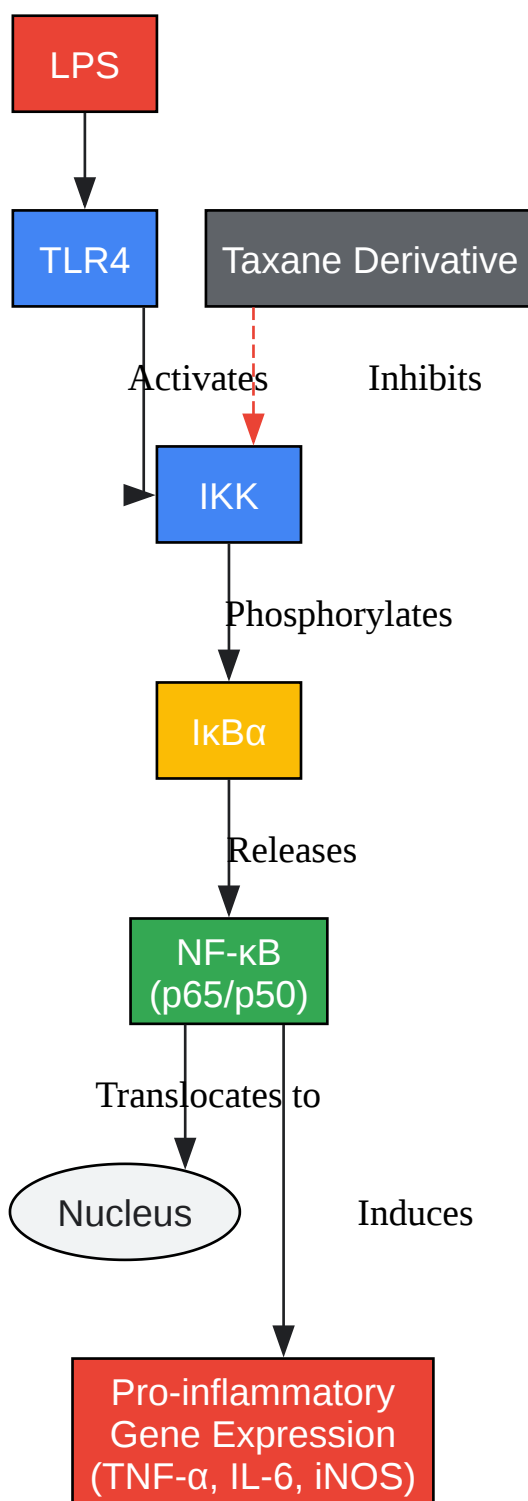 LPS
TLR4
Taxane Derivative
Activates
Inhibits
IKK
Phosphorylates
IκBα
Releases
NF-κB
(p65/p50)
Translocates to
Nucleus
Induces
Pro-inflammatory
Gene Expression
(TNF-α, IL-6, iNOS)